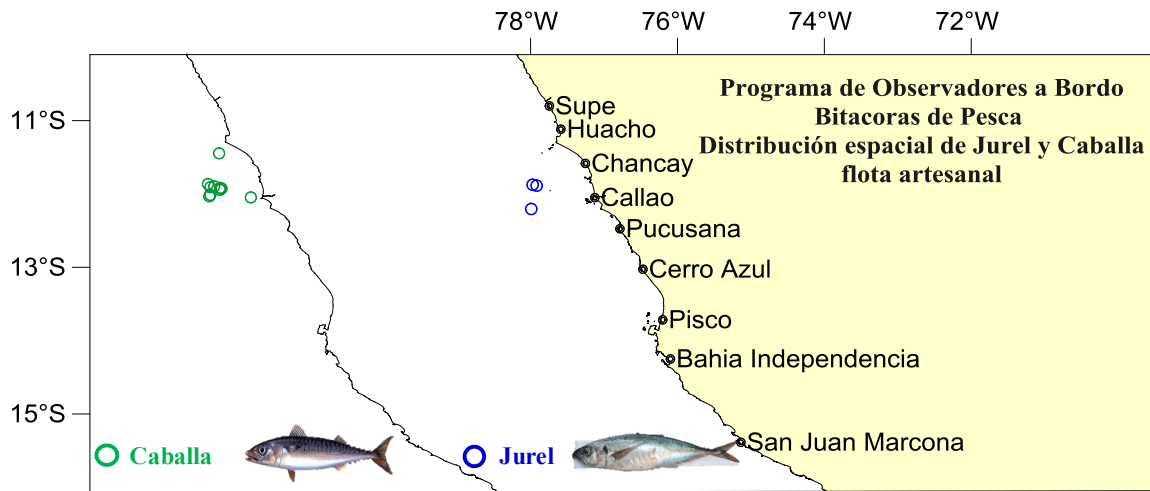 78°W 76°W 74°W 72°W
Programa de Observadores a Bordo
Bitacoras de Pesca
Distribución espacial de Jurel y Caballa
flota artesanal
11°S
13°S
15°S
Supe
Huacho
Chancay
Callao
Pucusana
Cerro Azul
Pisco
Bahia Independencia
San Juan Marcona
Caballa
Jurel